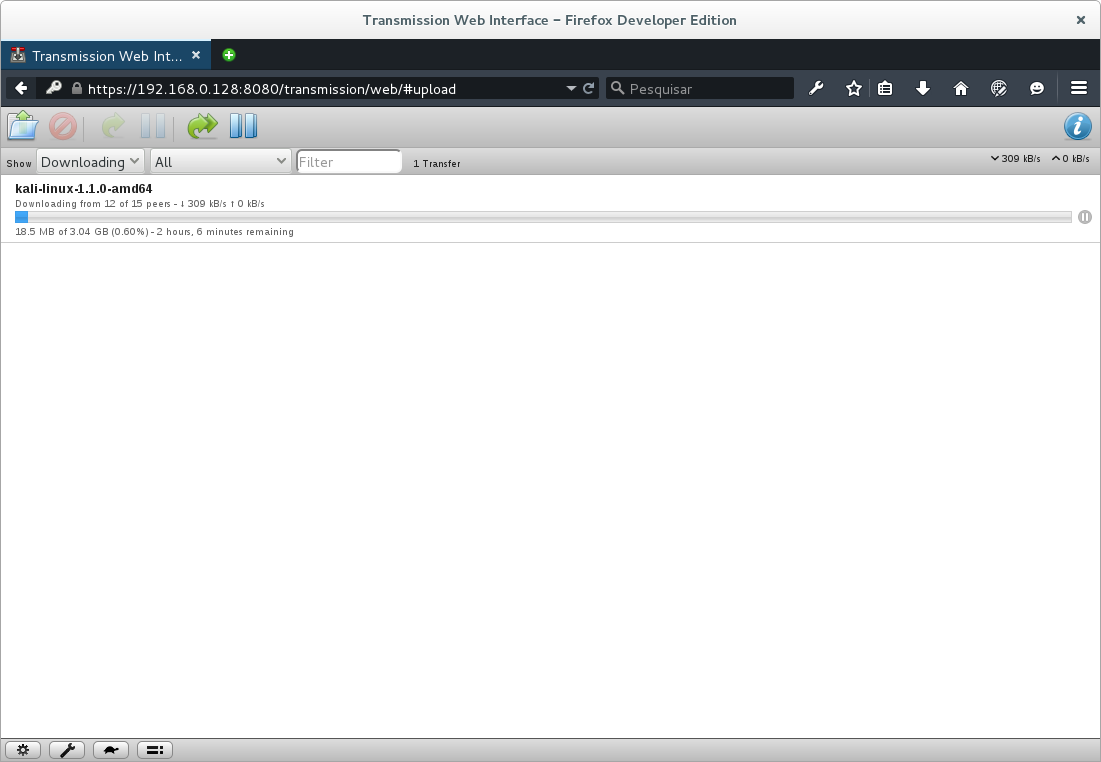 Transmission Web Interface – Firefox Developer Edition
Transmission Web Int...
https://192.168.0.128:8080/transmission/web/#upload
Pesquisar
Show Downloading All Filter 1 Transfer 309 kB/s 0 kB/s
kali-linux-1.1.0-amd64
Downloading from 12 of 15 peers - ↓ 309 kB/s ↑ 0 kB/s
18.5 MB of 3.04 GB (0.60%) - 2 hours, 6 minutes remaining